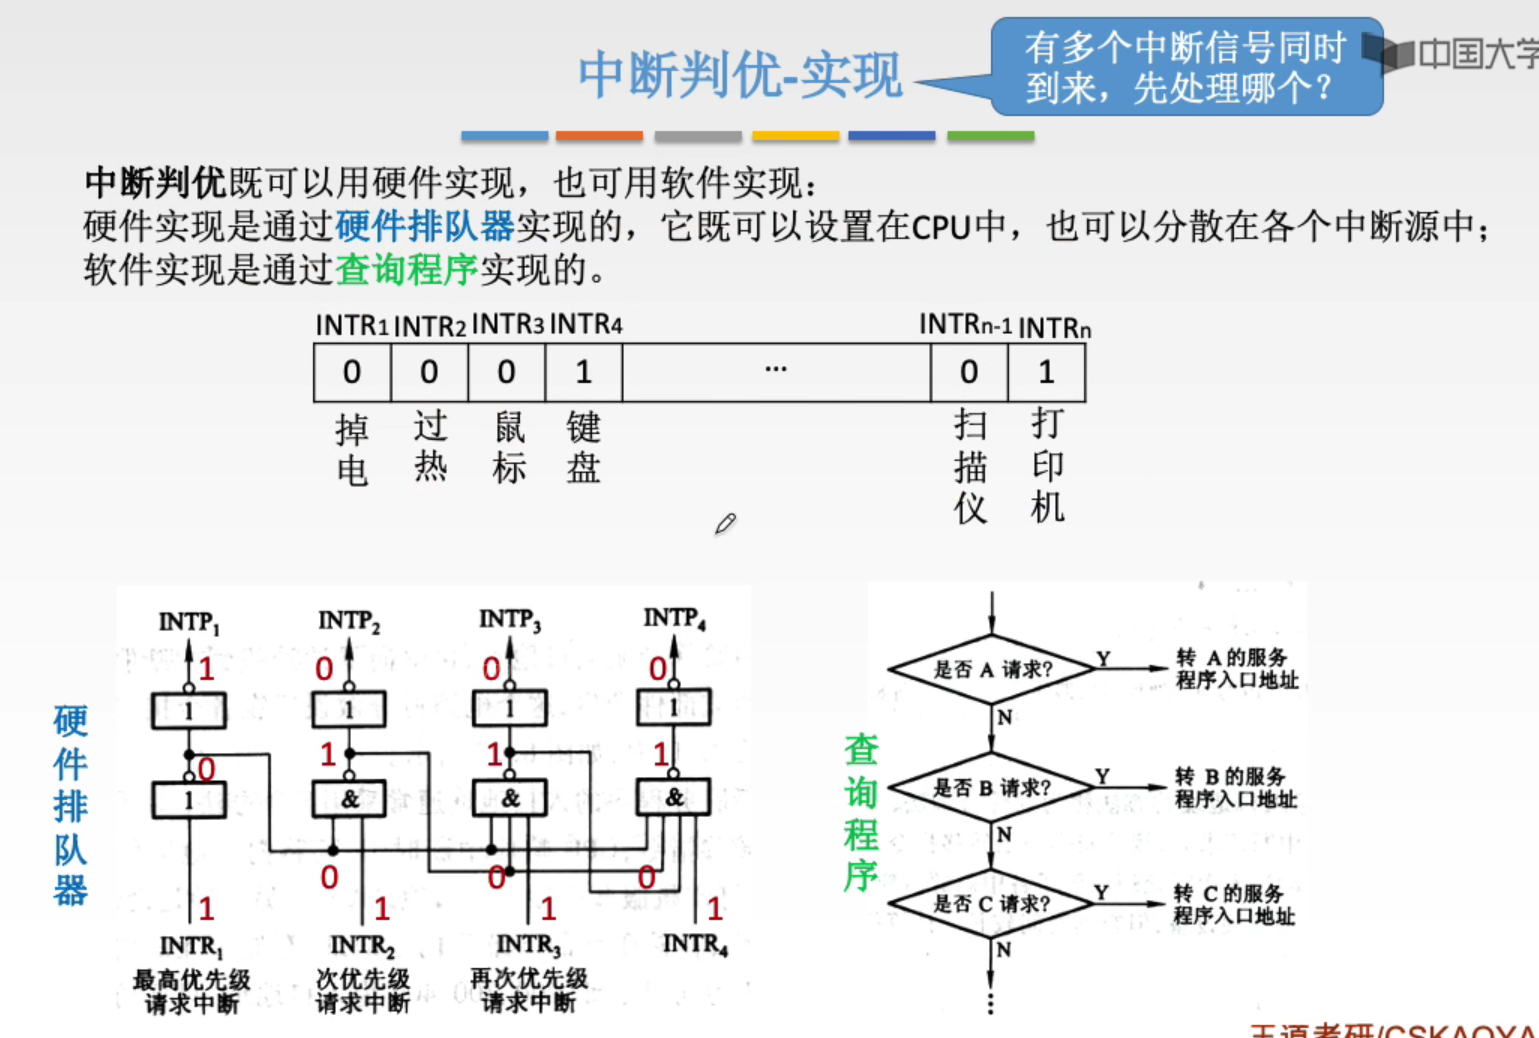 中断判优-实现
有多个中断信号同时
到来，先处理哪个？
中国大学
中断判优既可以用硬件实现，也可用软件实现：
硬件实现是通过硬件排队器实现的，它既可以设置在CPU中，也可以分散在各个中断源中；
软件实现是通过查询程序实现的。
INTR1 INTR2 INTR3 INTR4 INTRn-1 INTRn
0 0 0 1 … 0 1
掉电 过热 鼠标 键盘 扫描仪 打印机
硬件排队器
INTP1 INTP2 INTP3 INTP4
1 0 0 0
1 1 1 1
0 1 1 1
1 & & &
0 0 0
1 1 1 1
INTR1 INTR2 INTR3 INTR4
最高优先级 次优先级 再次优先级
请求中断 请求中断 请求中断
查询程序
是否 A 请求? Y 转 A 的服务
程序入口地址
N
是否 B 请求? Y 转 B 的服务
程序入口地址
N
是否 C 请求? Y 转 C 的服务
程序入口地址
N
⋮
王道考研/CSKAOYA